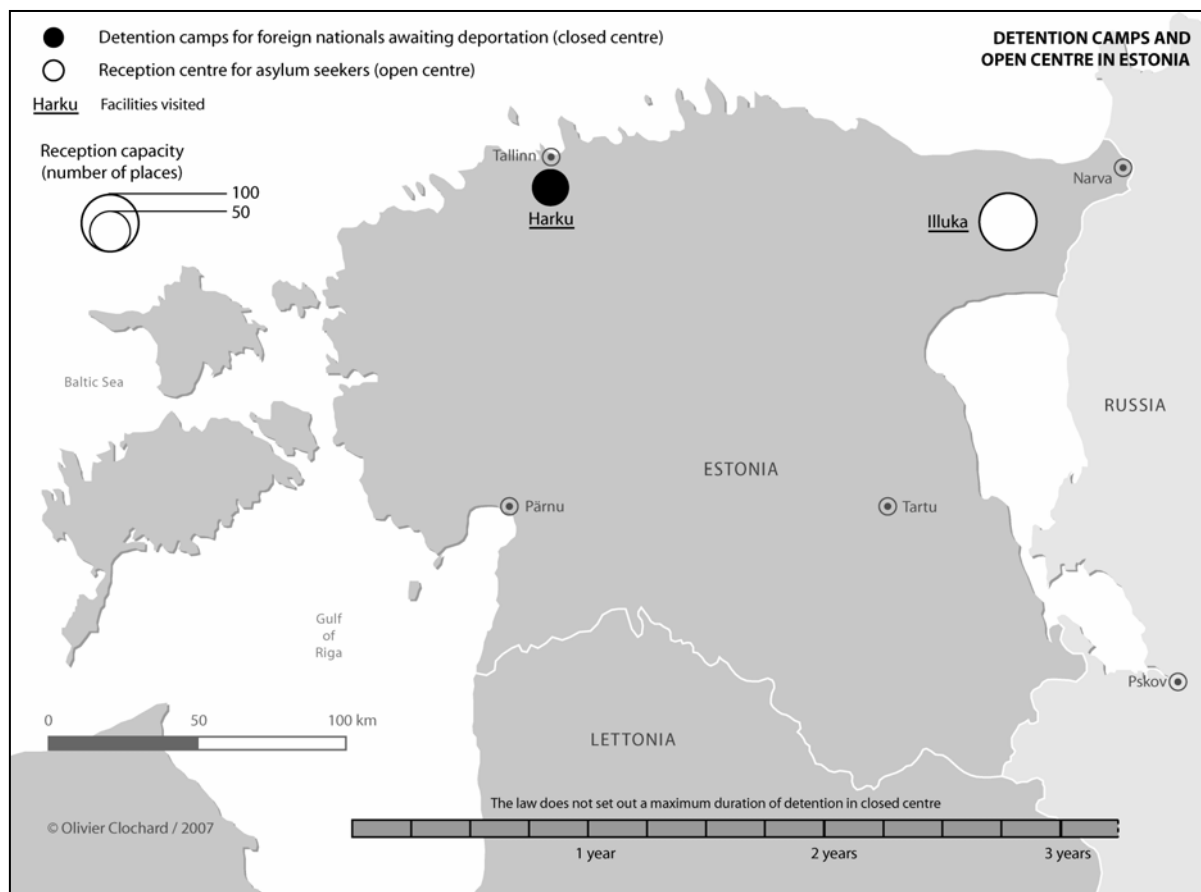 Detention camps for foreign nationals awaiting deportation (closed centre)
Reception centre for asylum seekers (open centre)
Harku Facilities visited
DETENTION CAMPS AND
OPEN CENTRE IN ESTONIA
Reception capacity
(number of places)
100
50
Tallinn
Harku
Narva
Illuka
Baltic Sea
RUSSIA
ESTONIA
Pärnu
Tartu
Gulf
of
Riga
Pskov
0 50 100 km
LETTONIA
The law does not set out a maximum duration of detention in closed centre
© Olivier Clochard / 2007
1 year 2 years 3 years